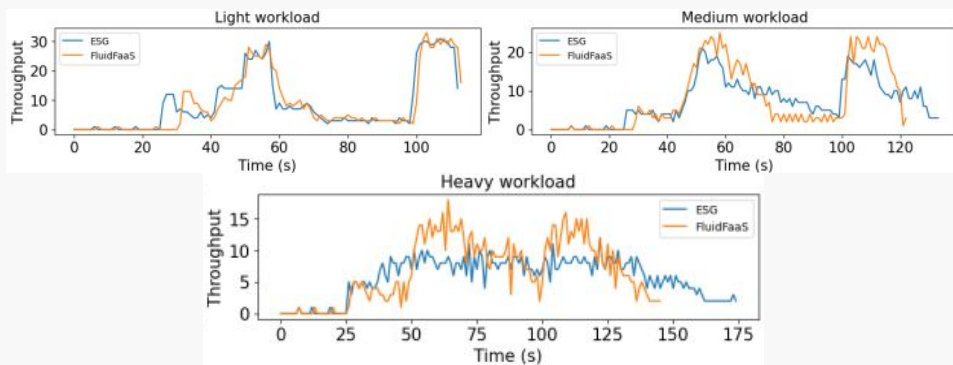 Light workload
Throughput
30
20
10
0
ESG
FluidFaaS
0 20 40 60 80 100
Time (s)
Medium workload
Throughput
20
10
0
ESG
FluidFaaS
0 20 40 60 80 100 120
Time (s)
Heavy workload
Throughput
15
10
5
0
ESG
FluidFaaS
0 25 50 75 100 125 150 175
Time (s)